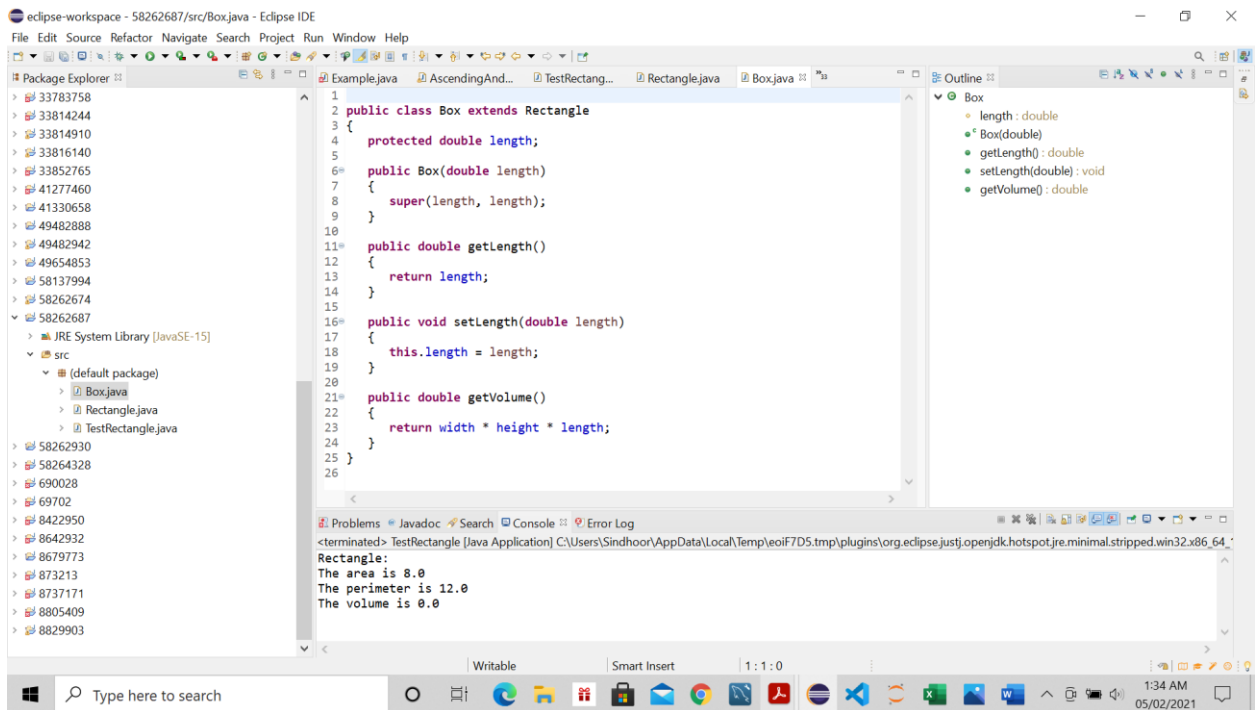 eclipse-workspace - 58262687/src/Box.java - Eclipse IDE
File Edit Source Refactor Navigate Search Project Run Window Help
Package Explorer
33783758
33814244
33814910
33816140
33852765
41277460
41330658
49482888
49482942
49654853
58137994
58262674
58262687
JRE System Library [JavaSE-15]
src
(default package)
Box.java
Rectangle.java
TestRectangle.java
58262930
58264328
690028
69702
8422950
8642932
8679773
873213
8737171
8805409
8829903
Example.java AscendingAnd... TestRectang... Rectangle.java Box.java »33
1
2 public class Box extends Rectangle
3 {
4 protected double length;
5
6 public Box(double length)
7 {
8 super(length, length);
9 }
10
11 public double getLength()
12 {
13 return length;
14 }
15
16 public void setLength(double length)
17 {
18 this.length = length;
19 }
20
21 public double getVolume()
22 {
23 return width * height * length;
24 }
25 }
26
Outline
Box
length : double
Box(double)
getLength() : double
setLength(double) : void
getVolume() : double
Problems Javadoc Search Console Error Log
<terminated> TestRectangle [Java Application] C:\Users\Sindhoor\AppData\Local\Temp\eoiF7D5.tmp\plugins\org.eclipse.justj.openjdk.hotspot.jre.minimal.stripped.win32.x86_64_
Rectangle:
The area is 8.0
The perimeter is 12.0
The volume is 0.0
Writable Smart Insert 1 : 1 : 0
Type here to search
1:34 AM
05/02/2021